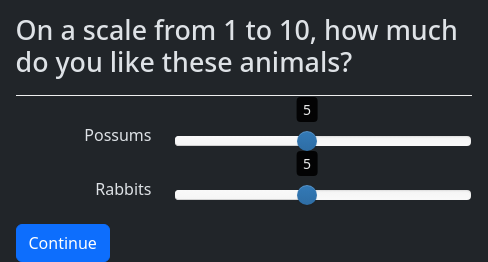 On a scale from 1 to 10, how much
do you like these animals?
5
Possums
5
Rabbits
Continue